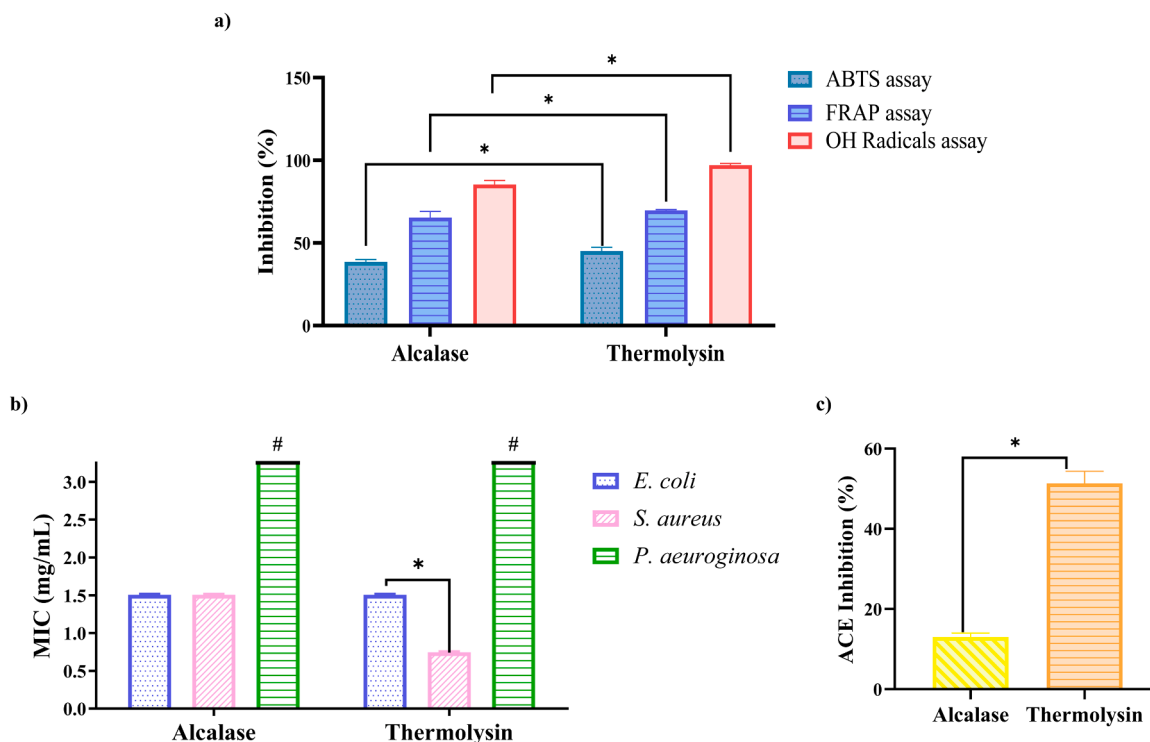 a)
150
100
50
0
Inhibition (%)
*
*
*
Alcalase
Thermolysin
ABTS assay
FRAP assay
OH Radicals assay
b)
3.0
2.5
2.0
1.5
1.0
0.5
0.0
MIC (mg/mL)
#
#
*
Alcalase
Thermolysin
E. coli
S. aureus
P. aeuroginosa
c)
60
40
20
0
ACE Inhibition (%)
*
Alcalase
Thermolysin